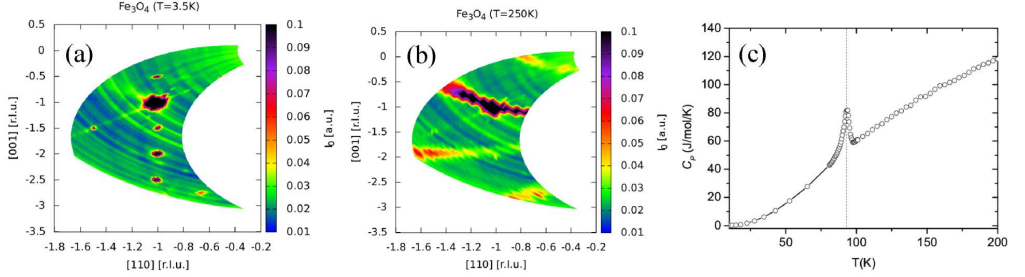 Fe3O4 (T=3.5K)
(a)
0.5
0
-0.5
-1
-1.5
-2
-2.5
-3
-3.5
[001] [r.l.u.]
-1.8 -1.6 -1.4 -1.2 -1 -0.8 -0.6 -0.4 -0.2
[110] [r.l.u.]
0.1
0.09
0.08
0.07
0.06
0.05
0.04
0.03
0.02
0.01
I0 [a.u.]
Fe3O4 (T=250K)
(b)
0.5
0
-0.5
-1
-1.5
-2
-2.5
-3
-3.5
[001] [r.l.u.]
-1.8 -1.6 -1.4 -1.2 -1 -0.8 -0.6 -0.4 -0.2
[110] [r.l.u.]
0.1
0.09
0.08
0.07
0.06
0.05
0.04
0.03
0.02
0.01
I0 [a.u.]
(c)
140
120
100
80
60
40
20
0
CP (J/mol/K)
50 100 150 200
T(K)